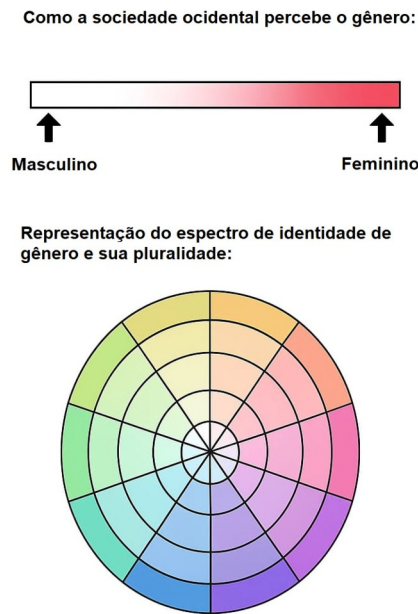 Como a sociedade ocidental percebe o gênero:
Masculino
Feminino
Representação do espectro de identidade de
gênero e sua pluralidade: